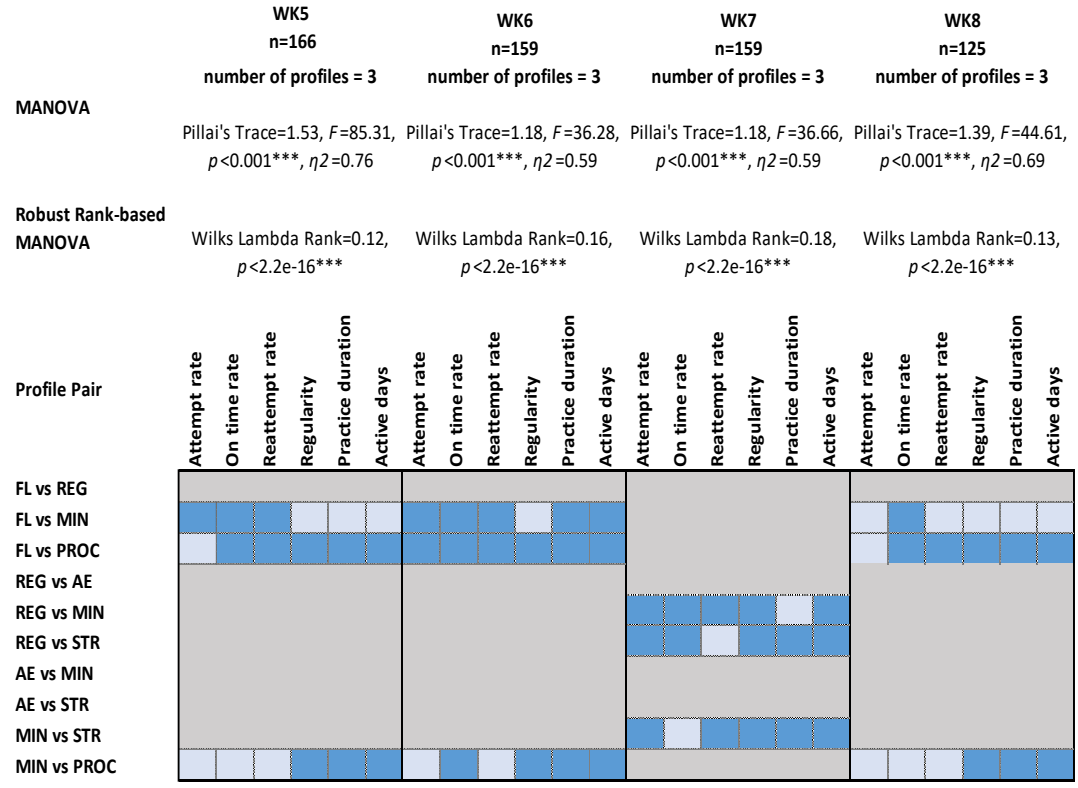 WK5 WK6 WK7 WK8
n=166 n=159 n=159 n=125
number of profiles = 3 number of profiles = 3 number of profiles = 3 number of profiles = 3
MANOVA
Pillai's Trace=1.53, F=85.31, Pillai's Trace=1.18, F=36.28, Pillai's Trace=1.18, F=36.66, Pillai's Trace=1.39, F=44.61,
p<0.001***, η2=0.76 p<0.001***, η2=0.59 p<0.001***, η2=0.59 p<0.001***, η2=0.69
Robust Rank-based
MANOVA Wilks Lambda Rank=0.12, Wilks Lambda Rank=0.16, Wilks Lambda Rank=0.18, Wilks Lambda Rank=0.13,
p<2.2e-16*** p<2.2e-16*** p<2.2e-16*** p<2.2e-16***
Profile Pair
Attempt rate
On time rate
Reattempt rate
Regularity
Practice duration
Active days
Attempt rate
On time rate
Reattempt rate
Regularity
Practice duration
Active days
Attempt rate
On time rate
Reattempt rate
Regularity
Practice duration
Active days
Attempt rate
On time rate
Reattempt rate
Regularity
Practice duration
Active days
FL vs REG
FL vs MIN
FL vs PROC
REG vs AE
REG vs MIN
REG vs STR
AE vs MIN
AE vs STR
MIN vs STR
MIN vs PROC